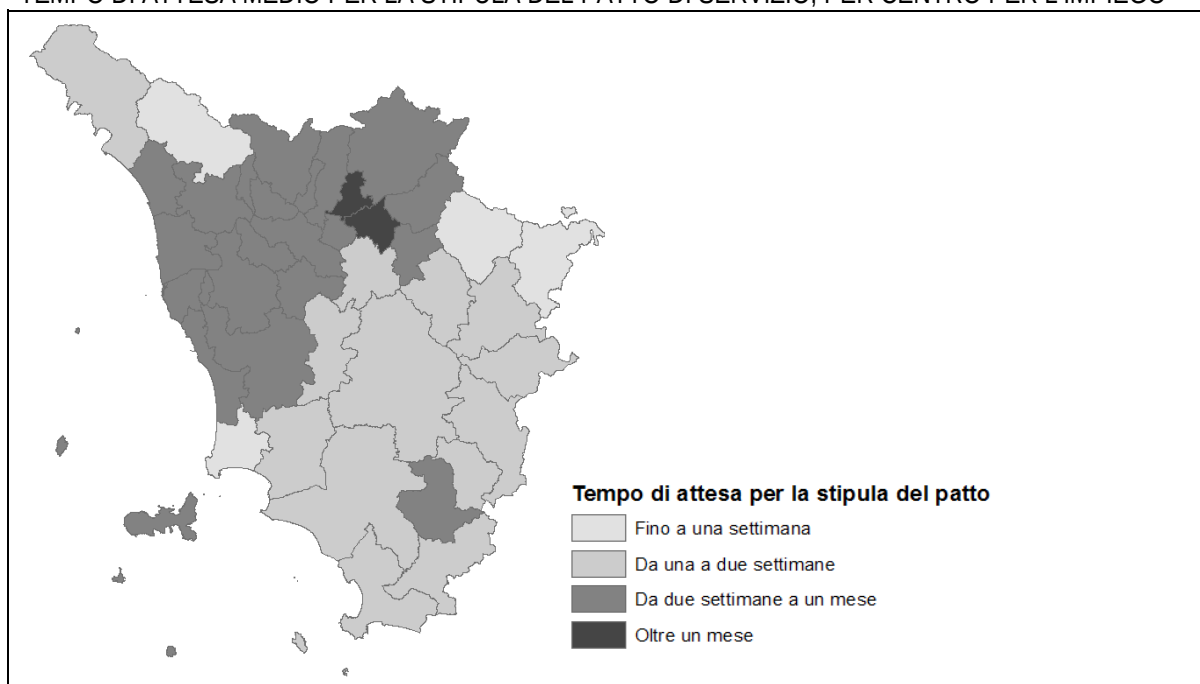 TEMPO DI ATTESA MEDIO PER LA STIPULA DEL PATTO DI SERVIZIO, PER CENTRO PER L'IMPIEGO
Tempo di attesa per la stipula del patto
Fino a una settimana
Da una a due settimane
Da due settimane a un mese
Oltre un mese